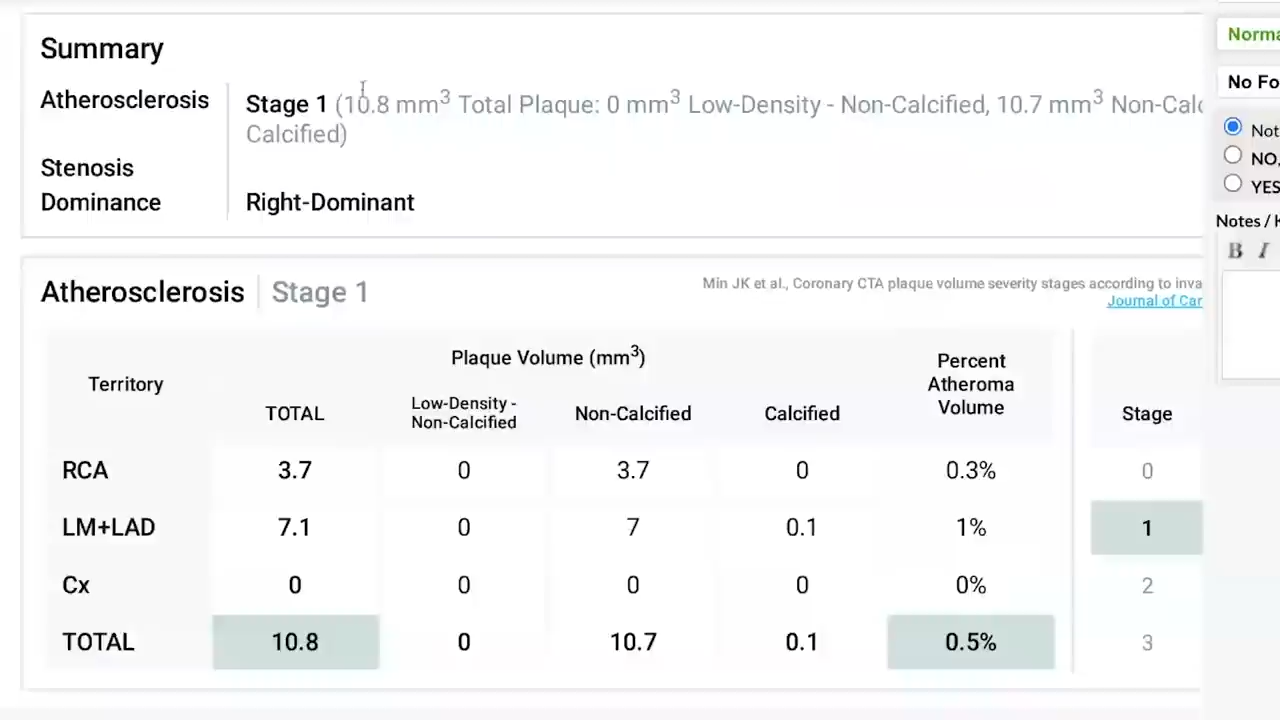 Summary
Atherosclerosis
Stage 1 (10.8 mm³ Total Plaque: 0 mm³ Low-Density - Non-Calcified, 10.7 mm³ Non-Calc
Calcified)
Stenosis
Dominance Right-Dominant
Atherosclerosis Stage 1
Min JK et al., Coronary CTA plaque volume severity stages according to inva
Journal of Car
Territory
Plaque Volume (mm³)
TOTAL
Low-Density -
Non-Calcified
Non-Calcified
Calcified
Percent
Atheroma
Volume
Stage
RCA 3.7 0 3.7 0 0.3% 0
LM+LAD 7.1 0 7 0.1 1% 1
Cx 0 0 0 0 0% 2
TOTAL 10.8 0 10.7 0.1 0.5% 3
Norma
No Fo
Not
NO,
YES
Notes / K
B I